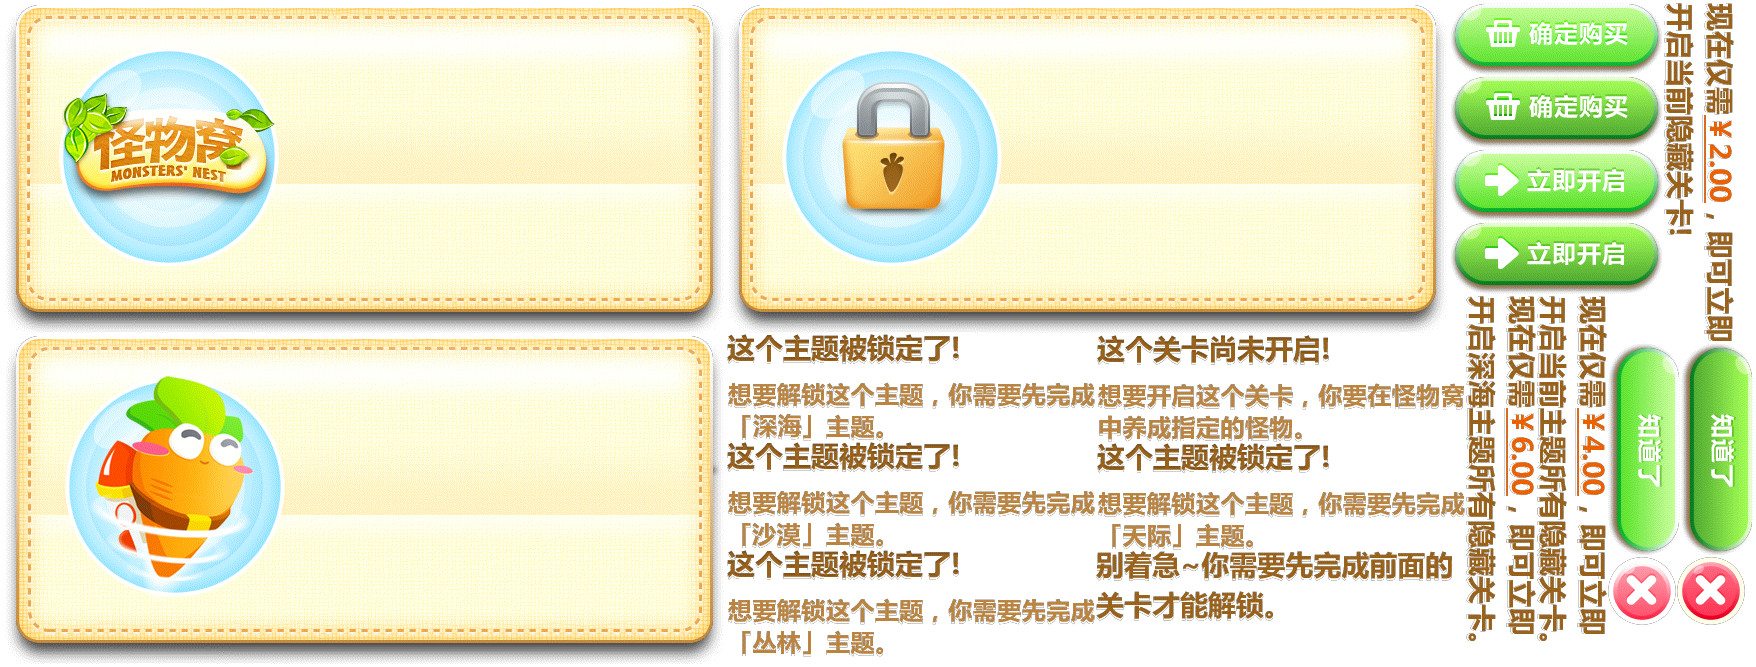 怪物窝
MONSTERS' NEST
这个主题被锁定了!
想要解锁这个主题，你需要先完成
「深海」主题。
这个主题被锁定了!
想要解锁这个主题，你需要先完成
「沙漠」主题。
这个主题被锁定了!
想要解锁这个主题，你需要先完成
「丛林」主题。
这个关卡尚未开启!
想要开启这个关卡，你要在怪物窝
中养成指定的怪物。
这个主题被锁定了!
想要解锁这个主题，你需要先完成
「天际」主题。
别着急~你需要先完成前面的
关卡才能解锁。
确定购买
确定购买
立即开启
立即开启
现在仅需￥2.00，即可立即
开启当前隐藏关卡!
现在仅需￥4.00，即可立即
开启当前主题所有隐藏关卡。
现在仅需￥6.00，即可立即
开启深海主题所有隐藏关卡。
知道了
知道了